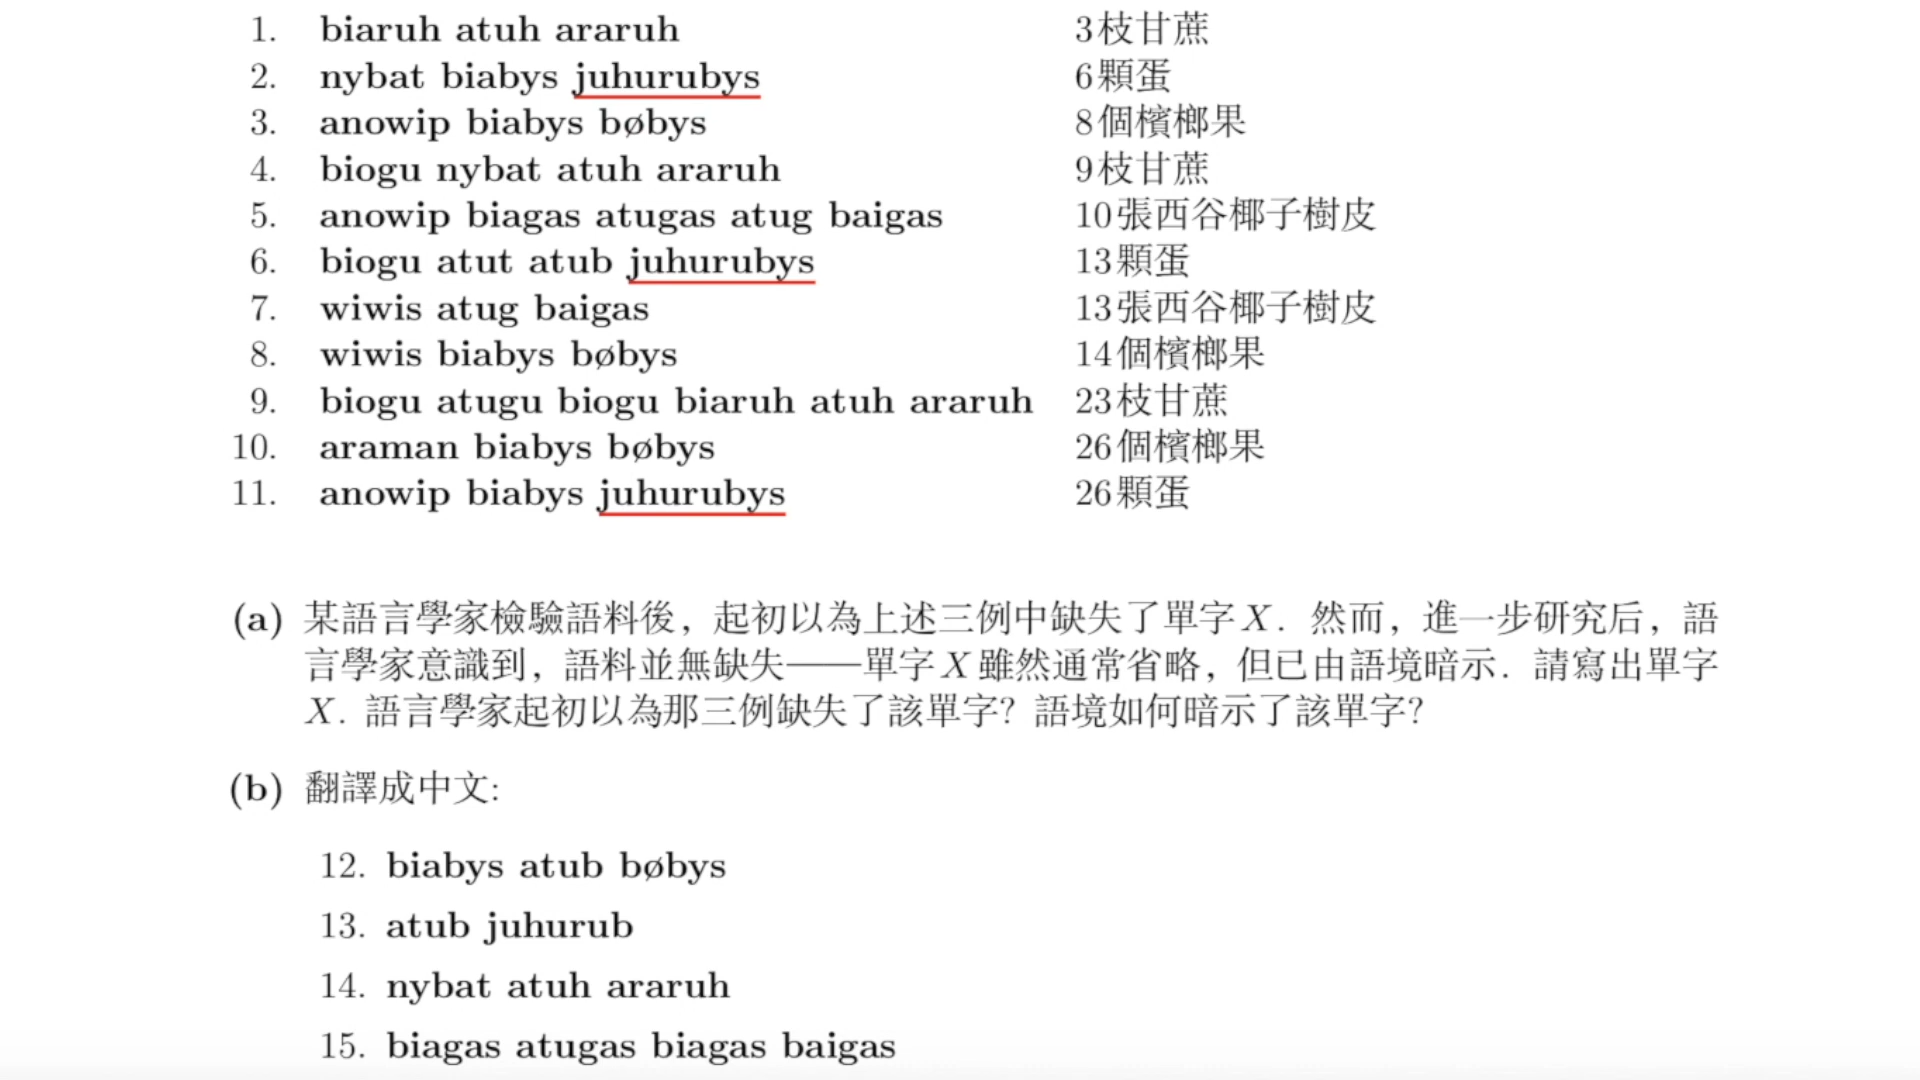 1. biaruh atuh araruh 3枝甘蔗
2. nybat biabys juhurubys 6顆蛋
3. anowip biabys bøbys 8個檳榔果
4. biogu nybat atuh araruh 9枝甘蔗
5. anowip biagas atugas atug baigas 10張西谷椰子樹皮
6. biogu atut atub juhurubys 13顆蛋
7. wiwis atug baigas 13張西谷椰子樹皮
8. wiwis biabys bøbys 14個檳榔果
9. biogu atugu biogu biaruh atuh araruh 23枝甘蔗
10. araman biabys bøbys 26個檳榔果
11. anowip biabys juhurubys 26顆蛋
(a) 某語言學家檢驗語料後，起初以為上述三例中缺失了單字X. 然而，進一步研究后，語
言學家意識到，語料並無缺失——單字X雖然通常省略，但已由語境暗示. 請寫出單字
X. 語言學家起初以為那三例缺失了該單字? 語境如何暗示了該單字?
(b) 翻譯成中文:
12. biabys atub bøbys
13. atub juhurub
14. nybat atuh araruh
15. biagas atugas biagas baigas